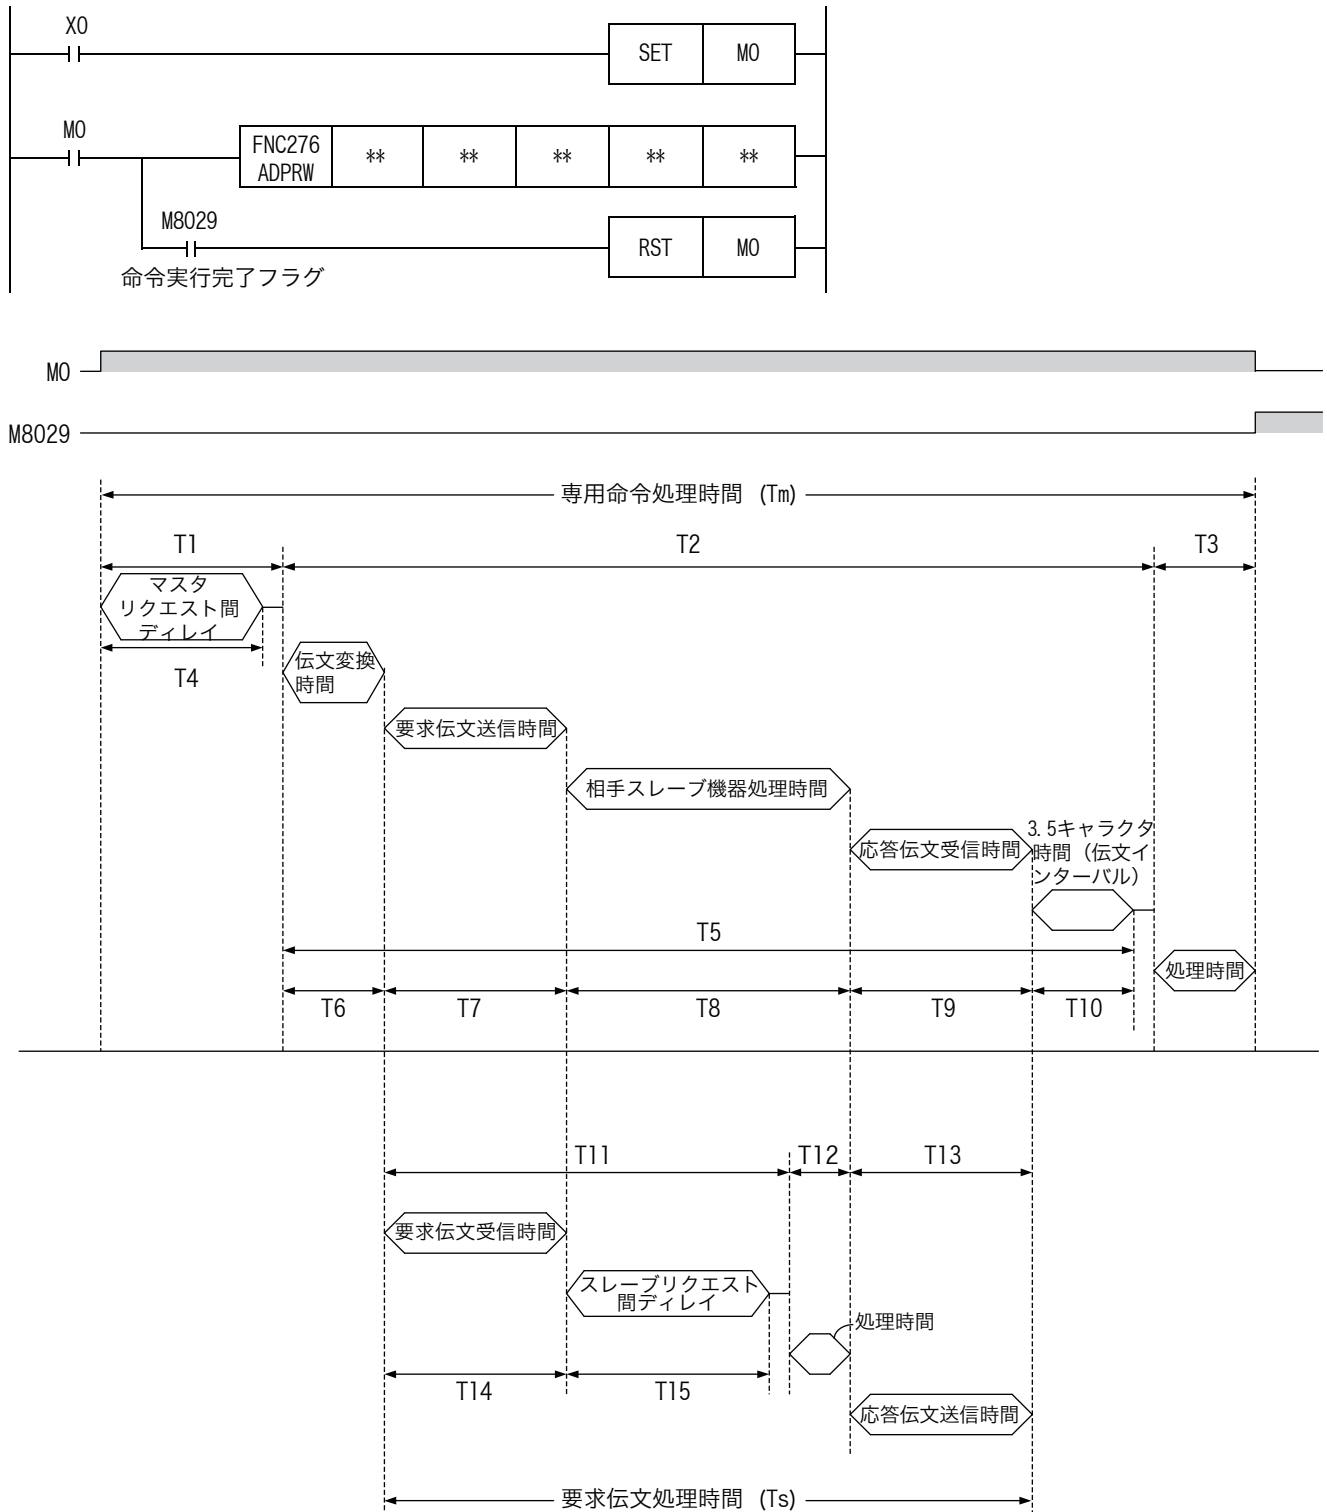 X0
SET M0
M0
FNC276
ADPRW ** ** ** ** **
M8029
RST M0
命令実行完了フラグ
M0
M8029
専用命令処理時間 (Tm)
T1 T2 T3
マスタ
リクエスト間
ディレイ
T4
伝文変換
時間
要求伝文送信時間
相手スレーブ機器処理時間
応答伝文受信時間
3.5キャラクタ
時間（伝文イ
ンターバル）
T5
処理時間
T6 T7 T8 T9 T10
T11 T12 T13
要求伝文受信時間
スレーブリクエスト
間ディレイ
処理時間
T14 T15
応答伝文送信時間
要求伝文処理時間 (Ts)